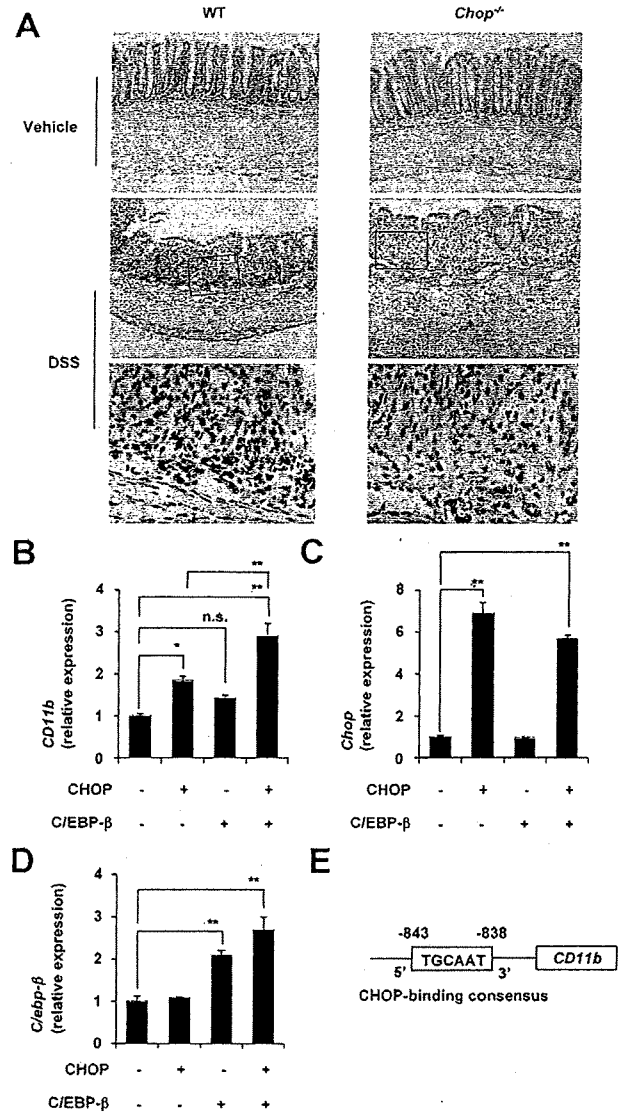 A
WT
Chop-/-
Vehicle
DSS
B
CD11b
(relative expression)
4
3
2
1
0
**
**
n.s.
*
CHOP - + - +
C/EBP-β - - + +
C
Chop
(relative expression)
8
6
4
2
0
**
**
CHOP - + - +
C/EBP-β - - + +
D
C/ebp-β
(relative expression)
4
3
2
1
0
**
**
CHOP - + - +
C/EBP-β - - + +
E
-843 -838
TGCAAT CD11b
5' 3'
CHOP-binding consensus